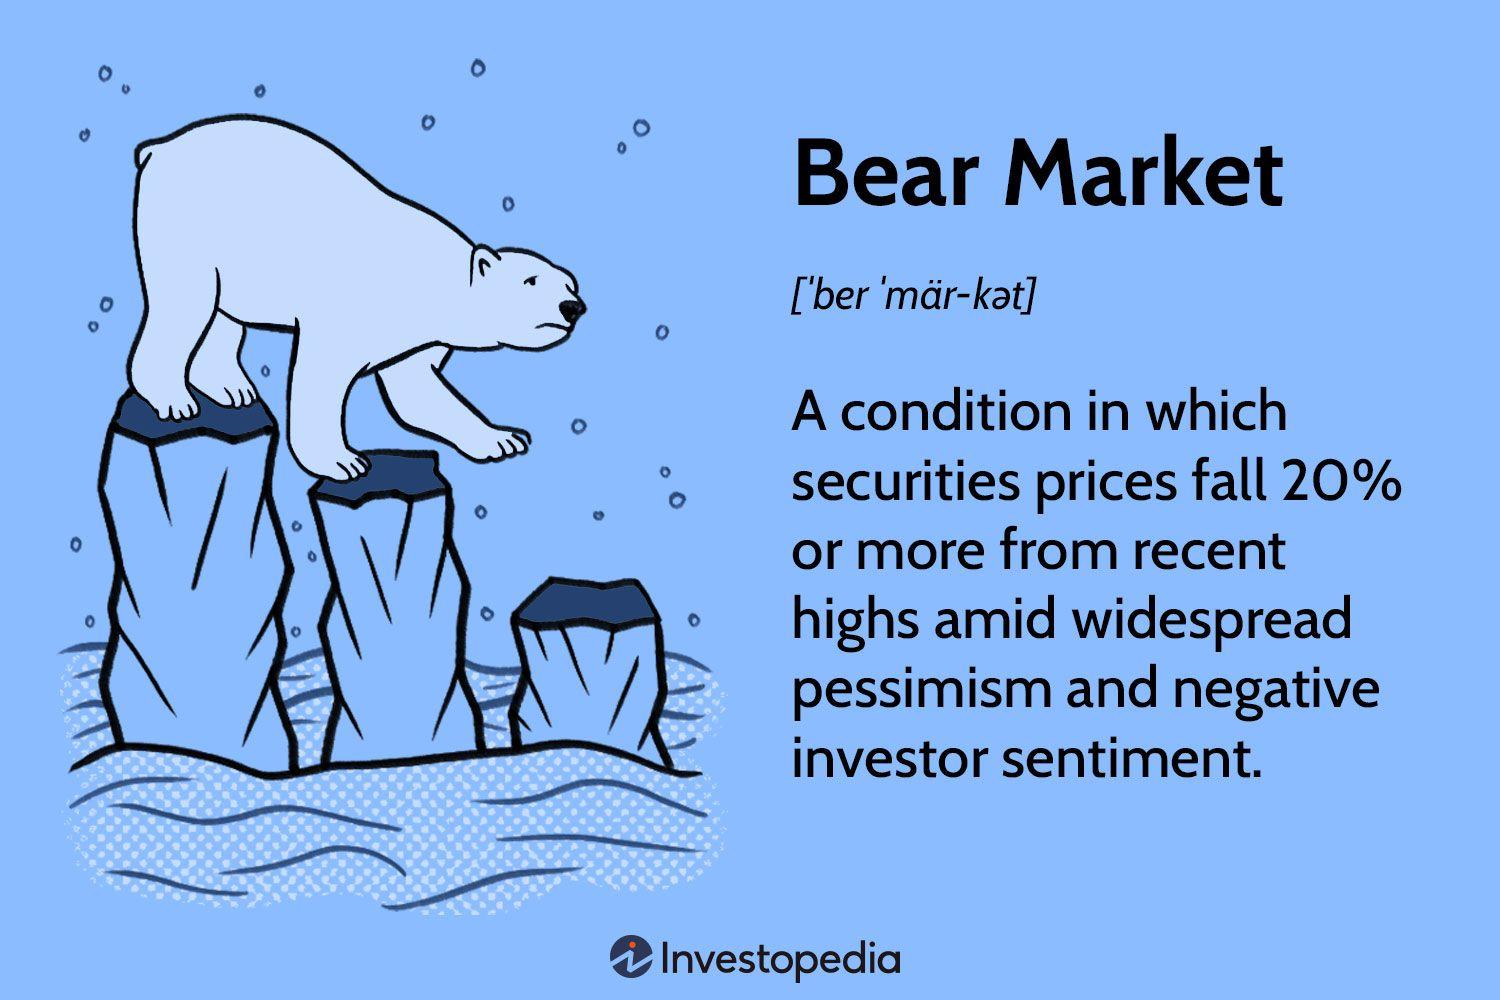 Bear Market
[ˈber ˈmär-kət]
A condition in which
securities prices fall 20%
or more from recent
highs amid widespread
pessimism and negative
investor sentiment.
Investopedia